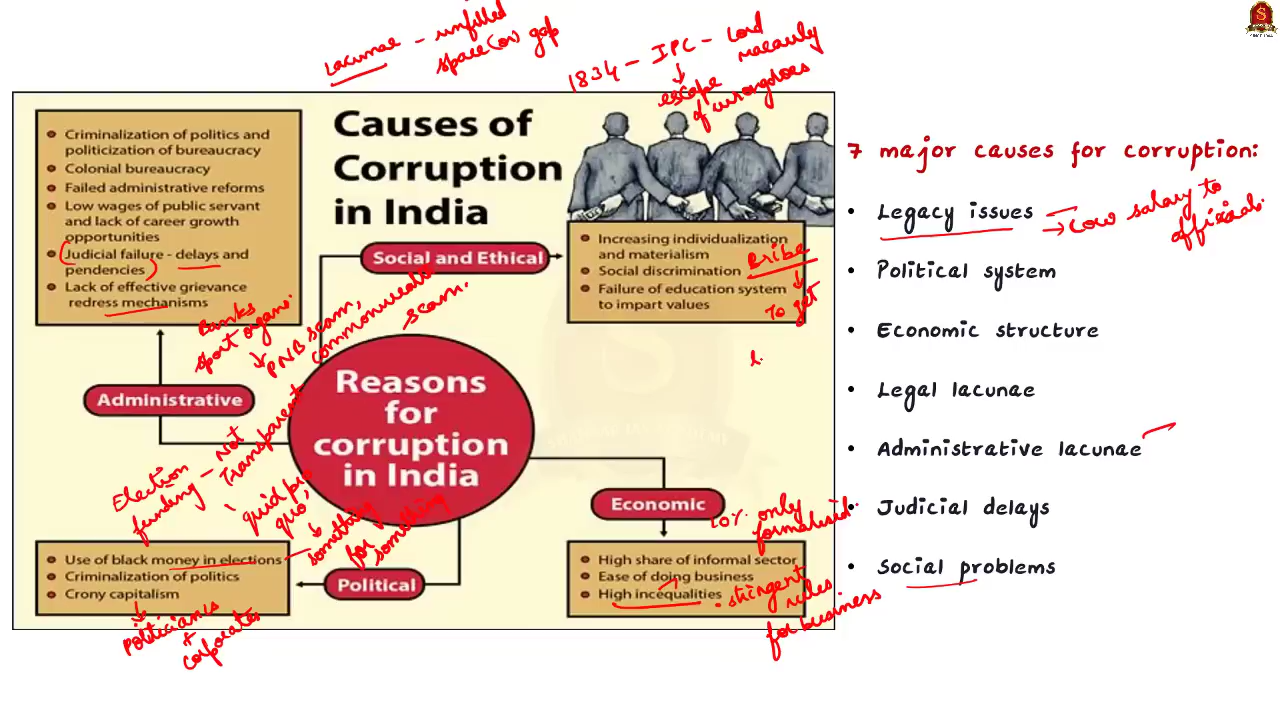 Lacunae - unfilled
space (or) gap
1834 - IPC - Lord
macauly
escape
of wrongdoers
Causes of
Corruption
in India
• Criminalization of politics and
politicization of bureaucracy
• Colonial bureaucracy
• Failed administrative reforms
• Low wages of public servant
and lack of career growth
opportunities
• Judicial failure - delays and
pendencies
• Lack of effective grievance
redress mechanisms
Administrative
Social and Ethical
• Increasing individualization
and materialism
• Social discrimination
• Failure of education system
to impart values
Bribe
To get
Banks
sport organs.
PNB scam,
commonwealth
scam.
Reasons
for
corruption
in India
Election
funding - Not
Transparent
quid pro
quo,
something
for something
Economic
10% only
formalised.
• High share of informal sector
• Ease of doing business
• High incequalities
• stringent
rules
for business
Political
• Use of black money in elections
• Criminalization of politics
• Crony capitalism
politicians
+
corporates
7 major causes for corruption:
• Legacy issues
→ Low salary to
officials.
• Political system
• Economic structure
• Legal lacunae
• Administrative lacunae
• Judicial delays
• Social problems